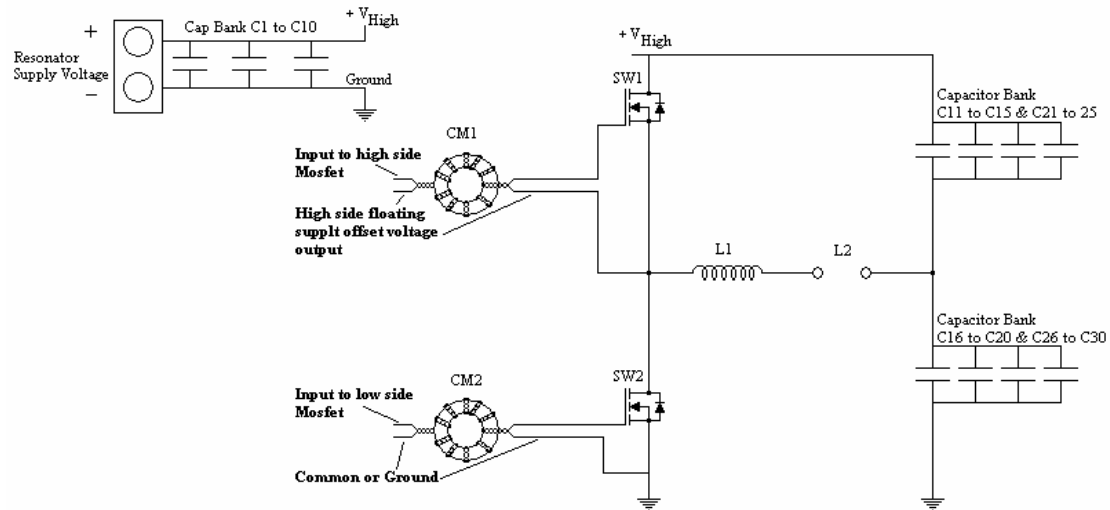 + V High
Cap Bank C1 to C10
+
Resonator
Supply Voltage
−
Ground
+ V High
SW1
Capacitor Bank
C11 to C15 & C21 to 25
CM1
Input to high side
Mosfet
High side floating
supplt offset voltage
output
L1
L2
Capacitor Bank
C16 to C20 & C26 to C30
SW2
CM2
Input to low side
Mosfet
Common or Ground